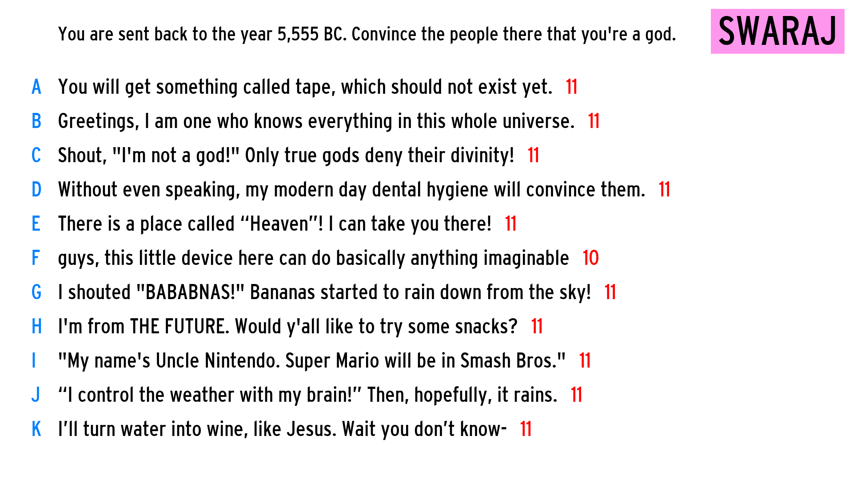 You are sent back to the year 5,555 BC. Convince the people there that you're a god. SWARAJ
A You will get something called tape, which should not exist yet. 11
B Greetings, I am one who knows everything in this whole universe. 11
C Shout, "I'm not a god!" Only true gods deny their divinity! 11
D Without even speaking, my modern day dental hygiene will convince them. 11
E There is a place called “Heaven”! I can take you there! 11
F guys, this little device here can do basically anything imaginable 10
G I shouted "BABABNAS!" Bananas started to rain down from the sky! 11
H I'm from THE FUTURE. Would y'all like to try some snacks? 11
I "My name's Uncle Nintendo. Super Mario will be in Smash Bros." 11
J “I control the weather with my brain!” Then, hopefully, it rains. 11
K I’ll turn water into wine, like Jesus. Wait you don’t know- 11